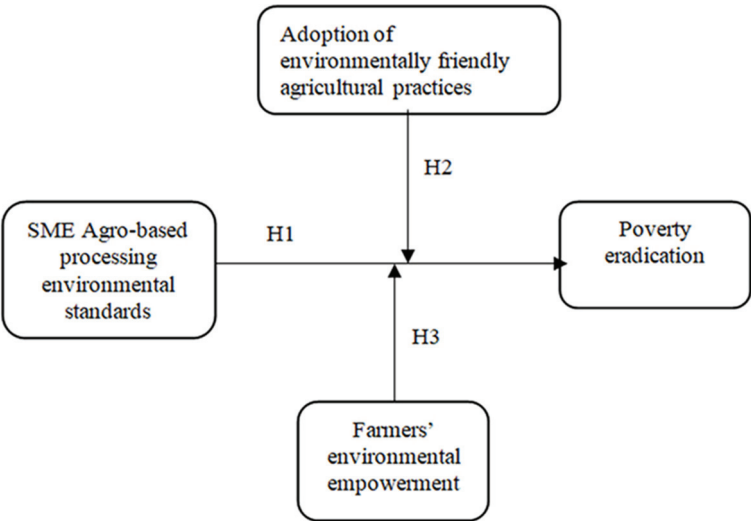 Adoption of
environmentally friendly
agricultural practices
H2
SME Agro-based
processing
environmental
standards
H1
Poverty
eradication
H3
Farmers’
environmental
empowerment